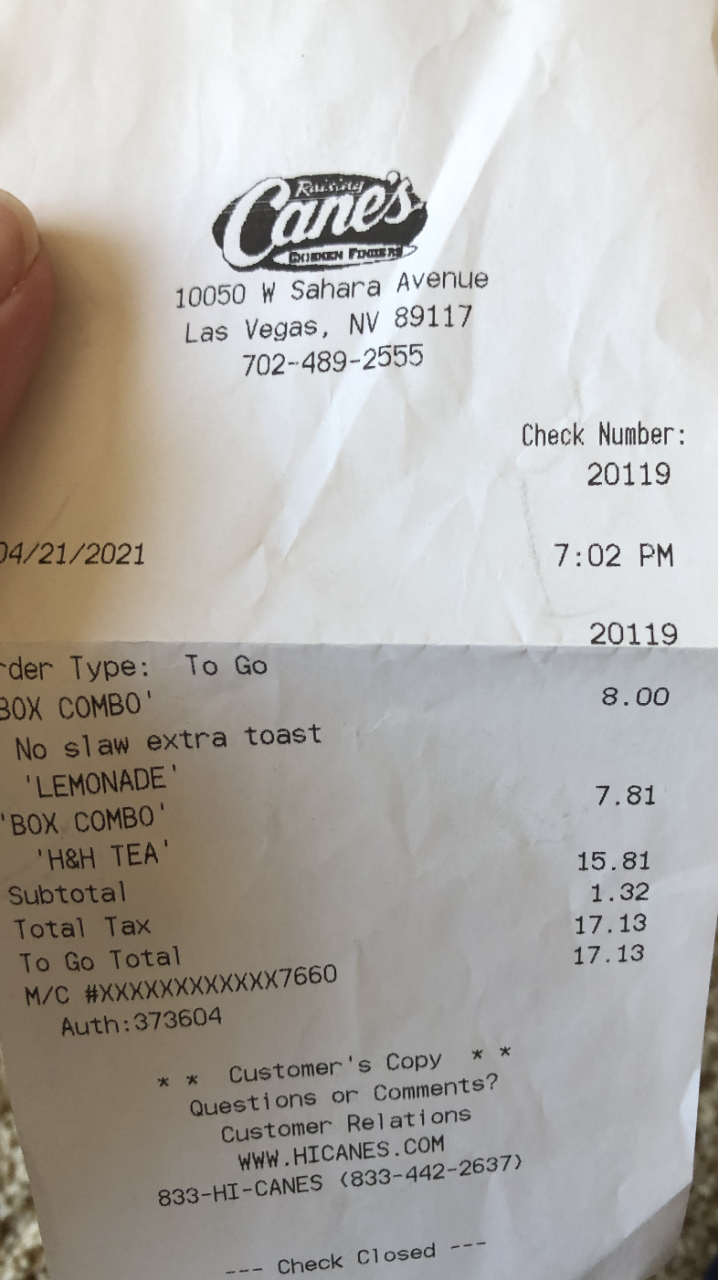 Raising
Cane's
CHICKEN FINGERS
10050 W Sahara Avenue
Las Vegas, NV 89117
702-489-2555
Check Number:
20119
04/21/2021 7:02 PM
20119
rder Type: To Go
BOX COMBO' 8.00
No slaw extra toast
'LEMONADE'
'BOX COMBO' 7.81
'H&H TEA'
Subtotal 15.81
Total Tax 1.32
To Go Total 17.13
M/C #XXXXXXXXXXXX7660 17.13
Auth:373604
* * Customer's Copy * *
Questions or Comments?
Customer Relations
WWW.HICANES.COM
833-HI-CANES (833-442-2637)
--- Check Closed ---